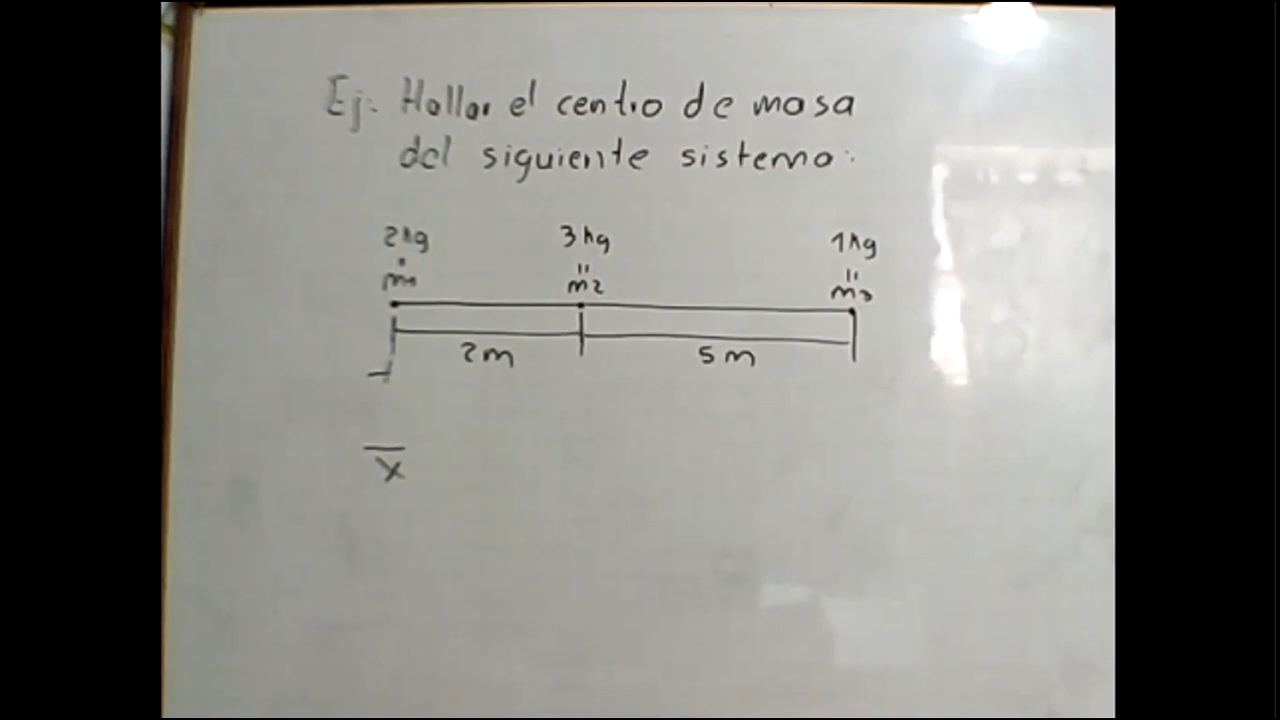 Ej: Hallar el centro de masa
del siguiente sistema:
2kg 3kg 1kg
m1 m2 m3
2m 5m
x